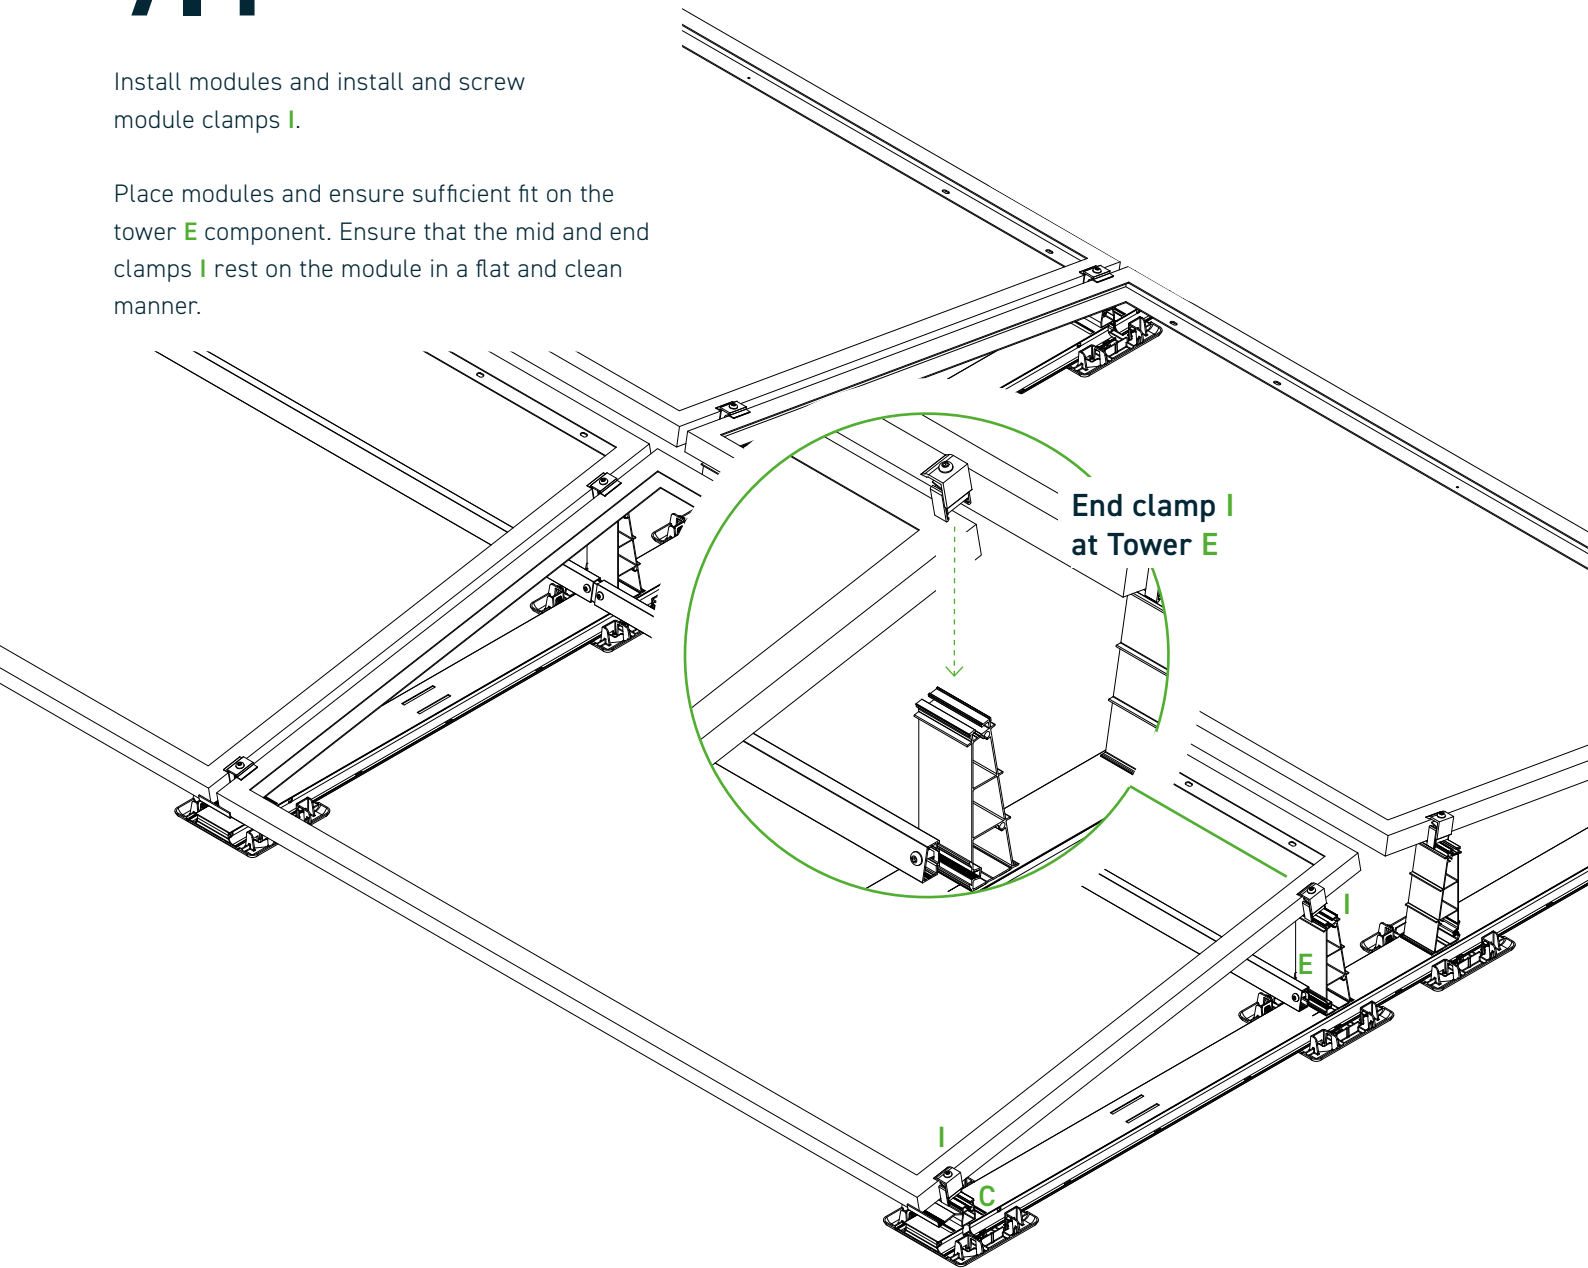 Install modules and install and screw
module clamps I.
Place modules and ensure sufficient fit on the
tower E component. Ensure that the mid and end
clamps I rest on the module in a flat and clean
manner.
End clamp I
at Tower E
I
E
I
C